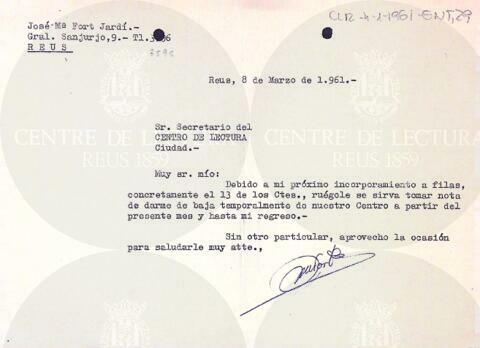 José-Mª Fort Jardí.-
Gral. Sanjurjo,9.- Tl.
REUS
CLR-4-1-1961-ENT,29
Reus, 8 de Marzo de 1.961.-
Sr. Secretario del
CENTRO DE LECTURA
Ciudad.-
Muy sr. mío:
Debido a mi próximo incorporamiento a filas,
concretamente el 13 de los Ctes., ruégole se sirva tomar nota
de darme de baja temporalmente de nuestro Centro a partir del
presente mes y hasta mi regreso.-
Sin otro particular, aprovecho la ocasión
para saludarle muy atte.,
CENTRE DE LECTURA
REUS 1859
CENTRE DE LECTURA
REUS 1859